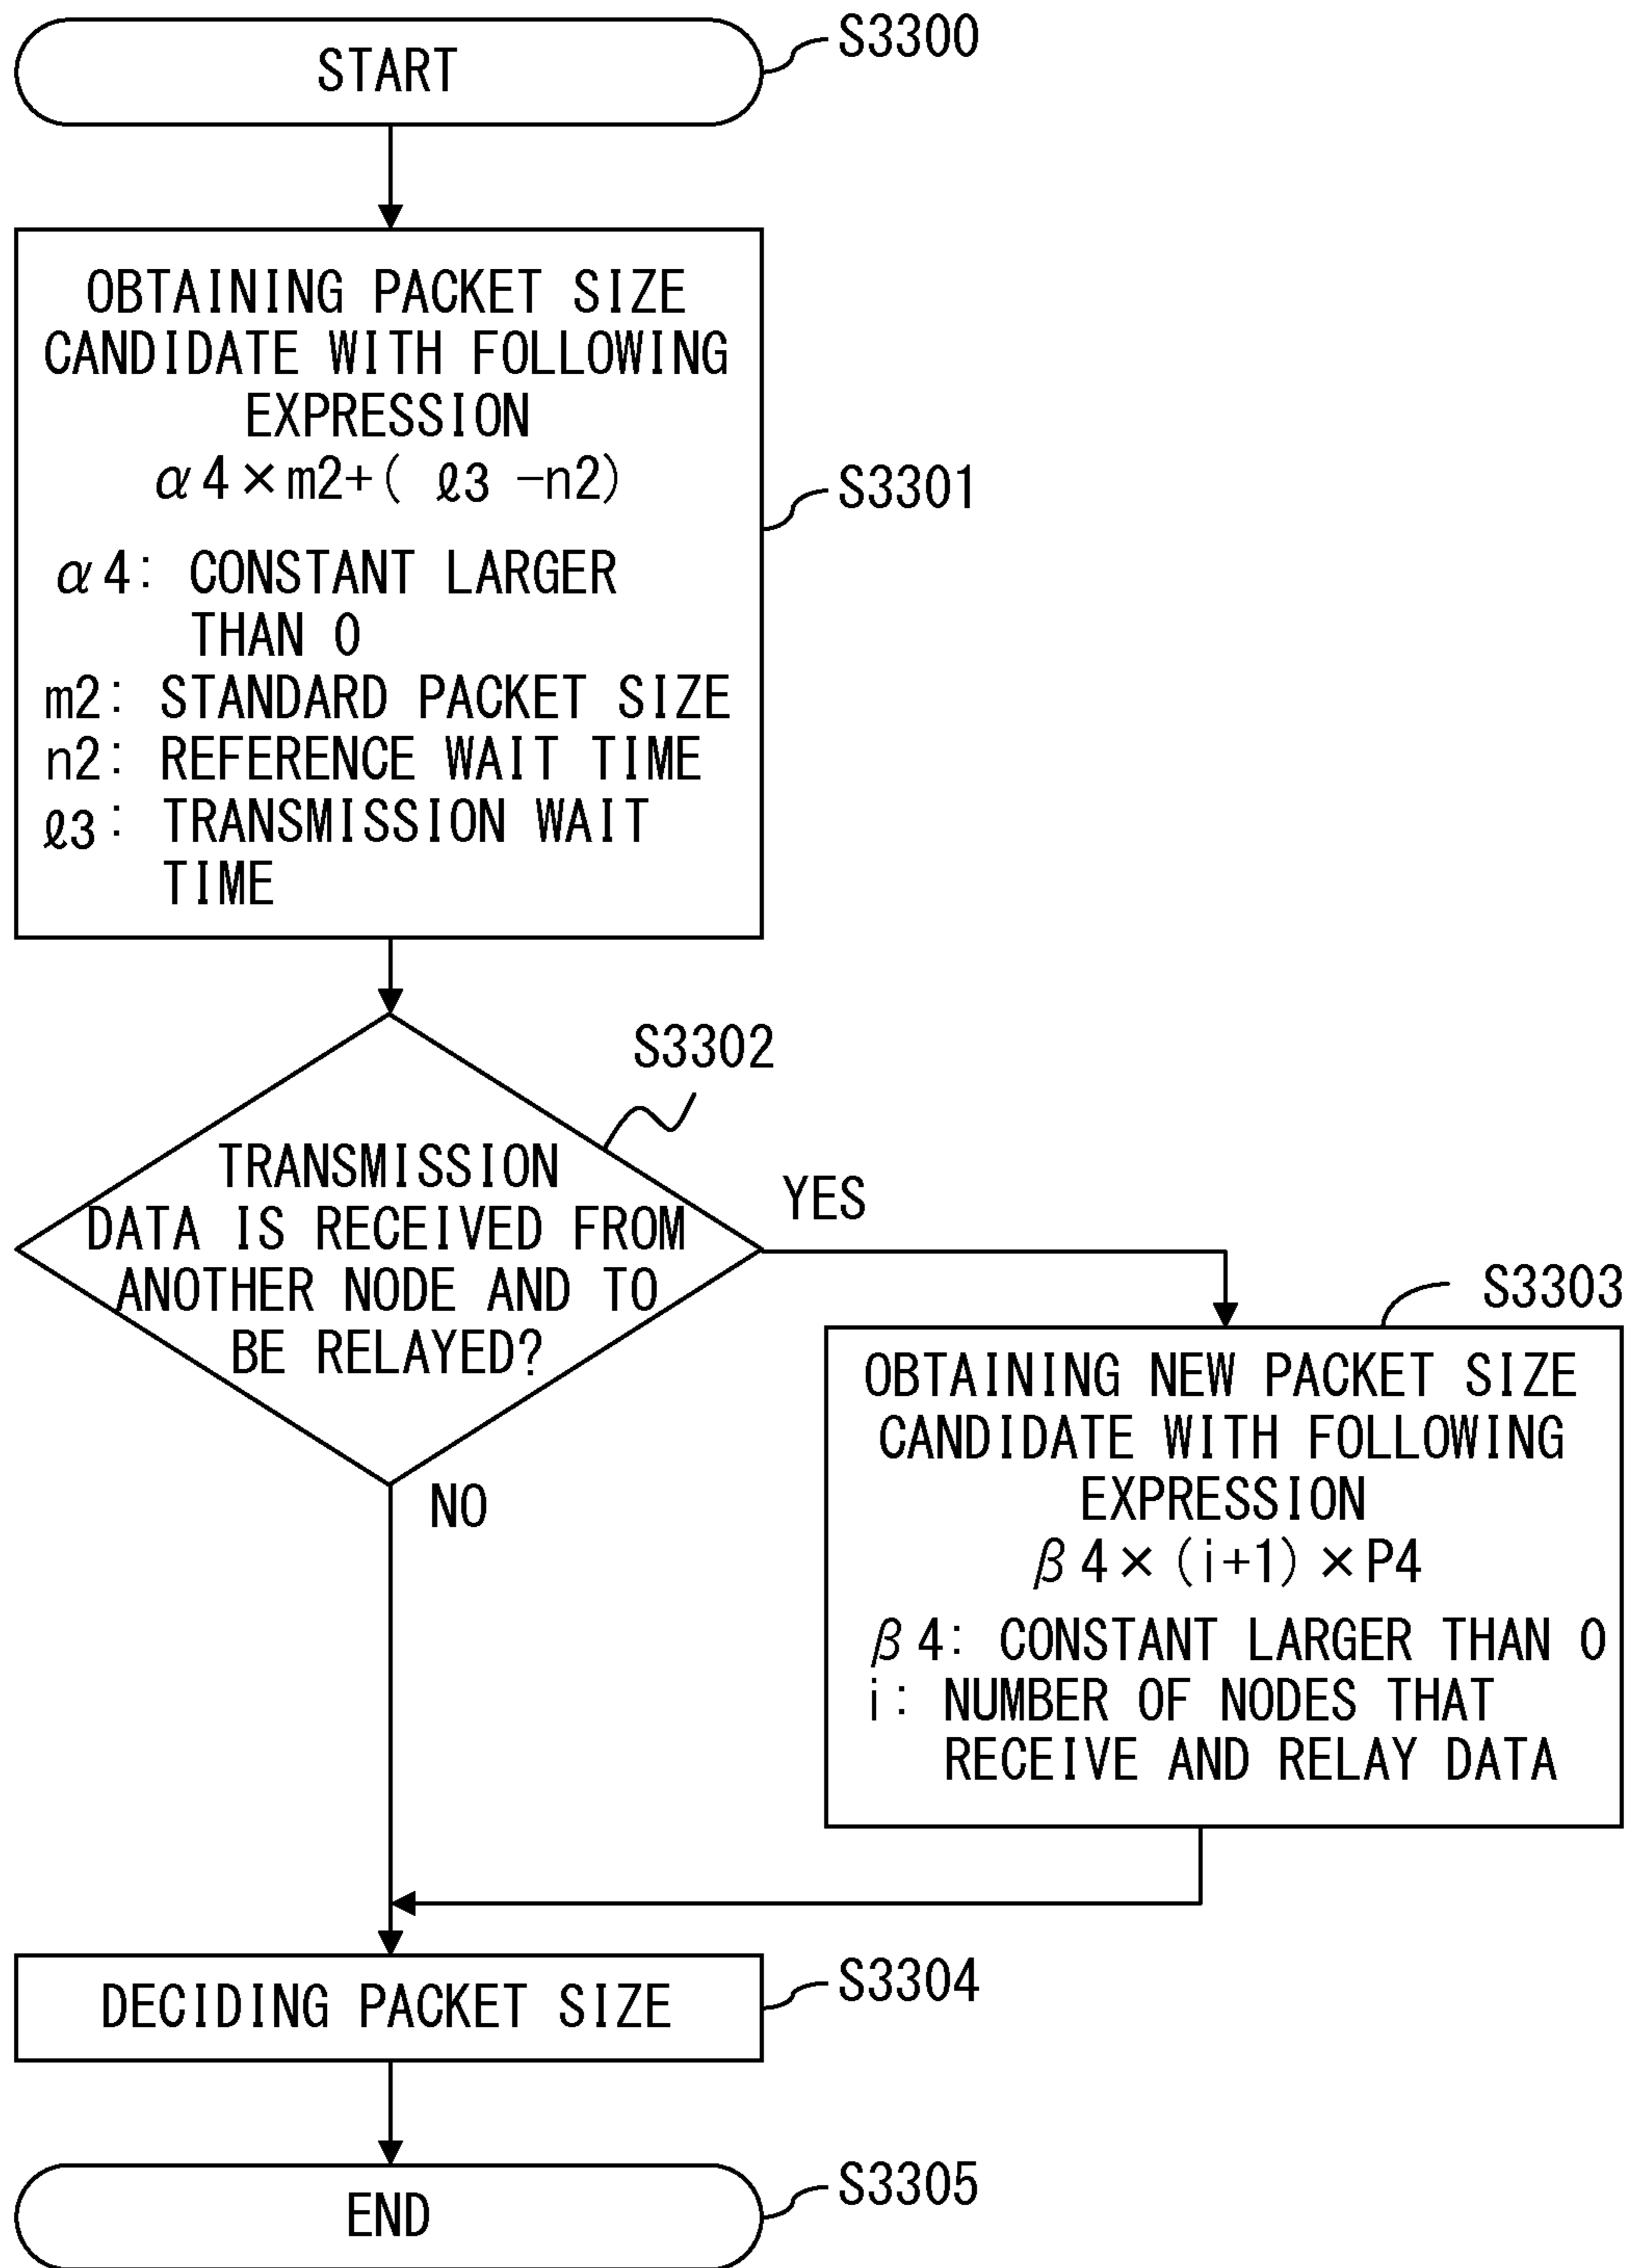 START
S3300
OBTAINING PACKET SIZE
CANDIDATE WITH FOLLOWING
EXPRESSION
α4×m2+( ℓ3 -n2)
S3301
α4: CONSTANT LARGER
THAN 0
m2: STANDARD PACKET SIZE
n2: REFERENCE WAIT TIME
ℓ3: TRANSMISSION WAIT
TIME
S3302
TRANSMISSION
DATA IS RECEIVED FROM
ANOTHER NODE AND TO
BE RELAYED?
YES
NO
S3303
OBTAINING NEW PACKET SIZE
CANDIDATE WITH FOLLOWING
EXPRESSION
β4×(i+1)×P4
β4: CONSTANT LARGER THAN 0
i: NUMBER OF NODES THAT
RECEIVE AND RELAY DATA
DECIDING PACKET SIZE
S3304
END
S3305